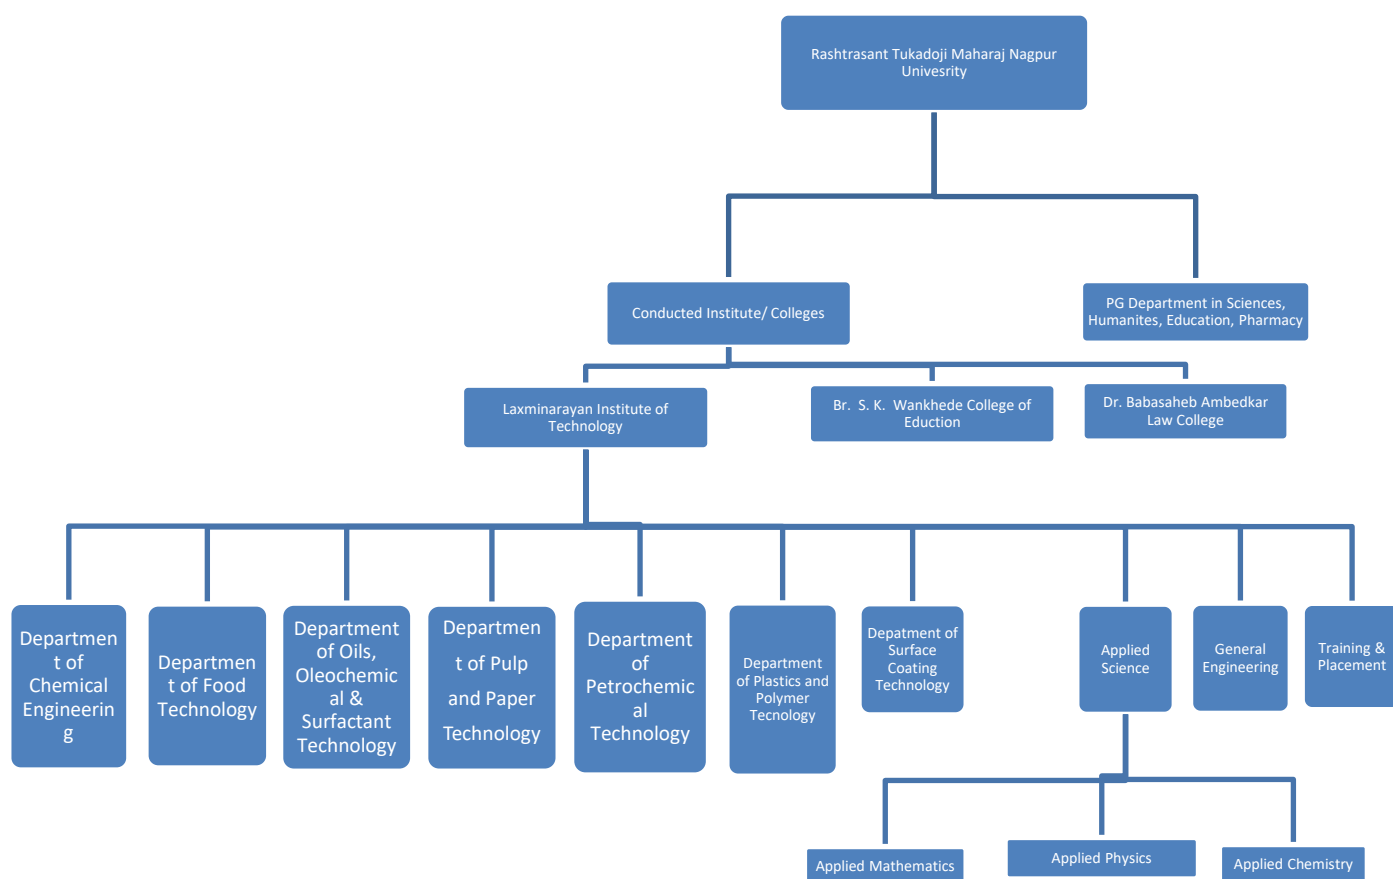 Rashtrasant Tukadoji Maharaj Nagpur
Univesrity
Conducted Institute/ Colleges
PG Department in Sciences,
Humanites, Education, Pharmacy
Laxminarayan Institute of
Technology
Br. S. K. Wankhede College of
Eduction
Dr. Babasaheb Ambedkar
Law College
Departmen
t of
Chemical
Engineerin
g
Departmen
t of Food
Technology
Department
of Oils,
Oleochemic
al &
Surfactant
Technology
Departmen
t of Pulp
and Paper
Technology
Department
of
Petrochemic
al
Technology
Department
of Plastics and
Polymer
Tecnology
Depatment of
Surface
Coating
Technology
Applied
Science
General
Engineering
Training &
Placement
Applied Mathematics
Applied Physics
Applied Chemistry